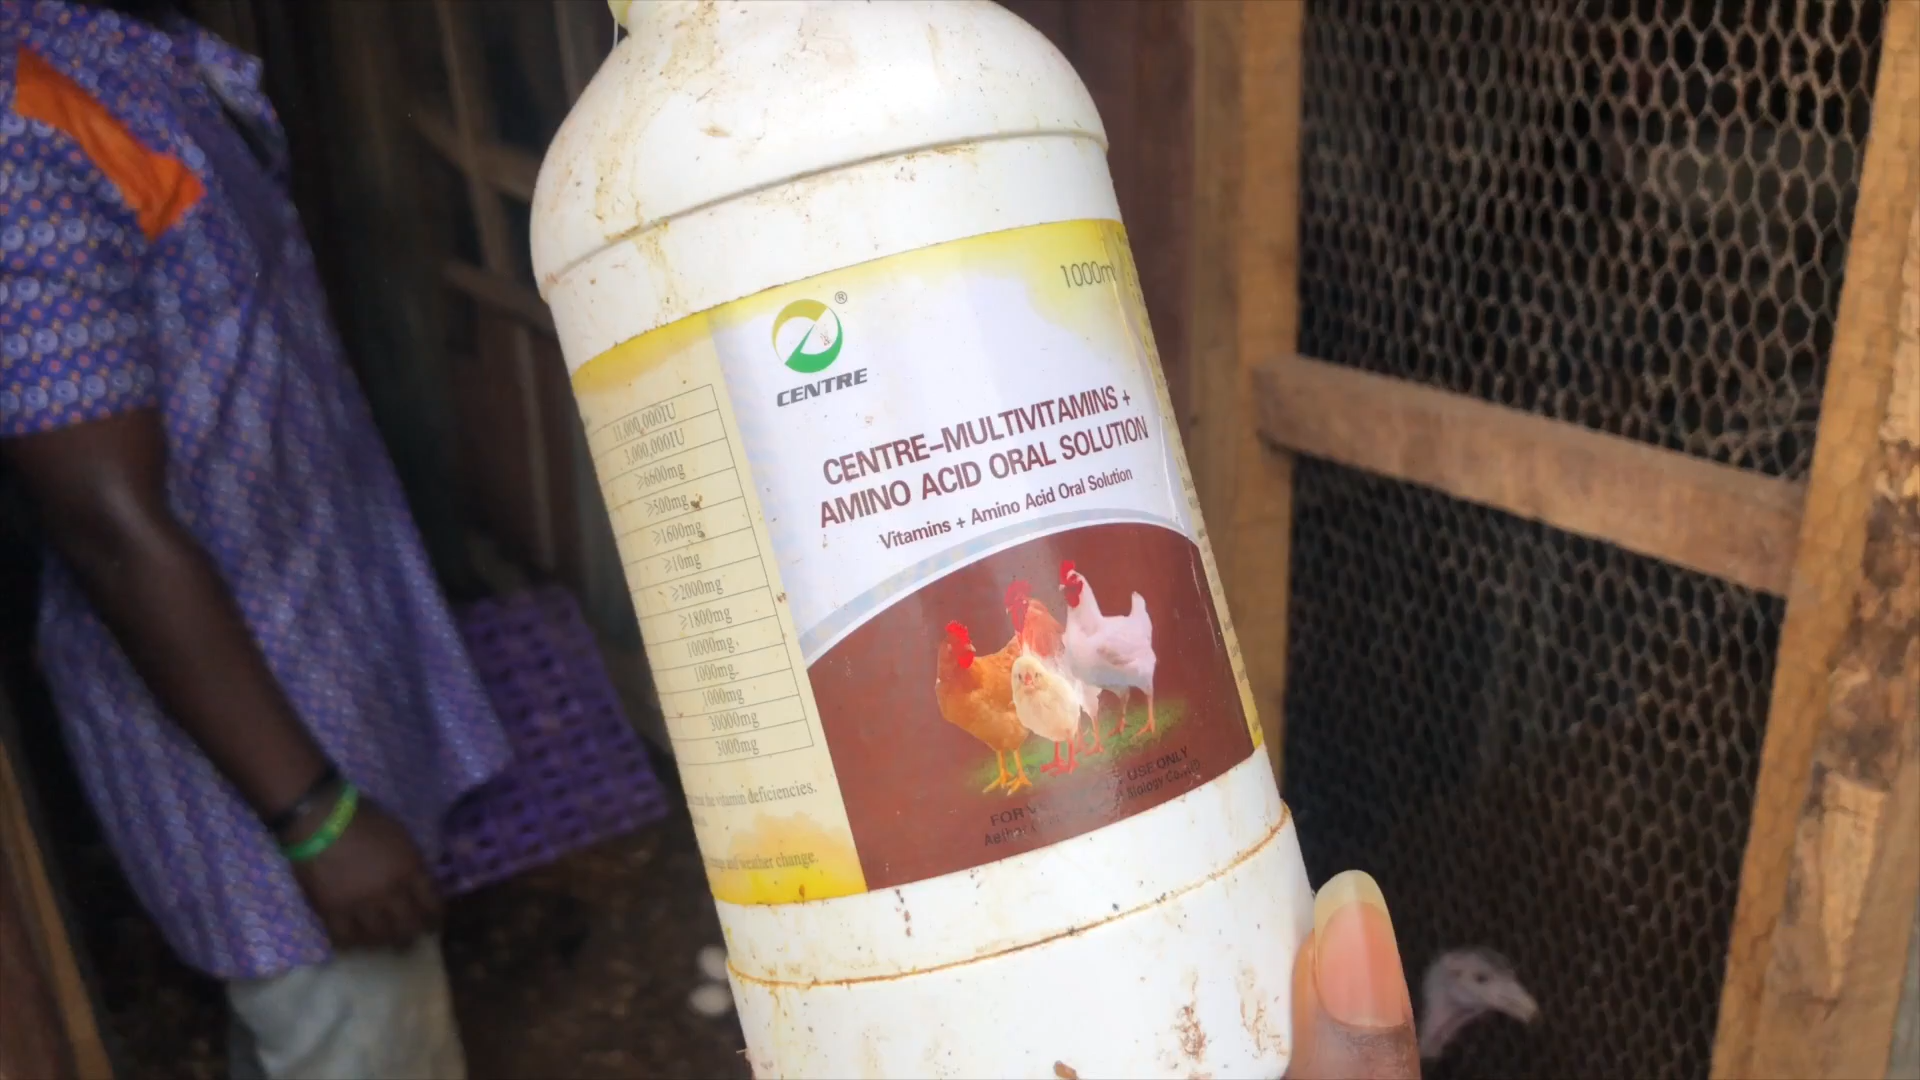 1000ml
®
CENTRE
CENTRE-MULTIVITAMINS +
AMINO ACID ORAL SOLUTION
Vitamins + Amino Acid Oral Solution
11,000,000IU
3,000,000IU
≥6600mg
≥500mg
≥1600mg
≥10mg
≥2000mg
≥1800mg
10000mg
1000mg
1000mg
30000mg
3000mg
the vitamin deficiencies.
and weather change.
FOR USE ONLY
Biology Co.,Ltd